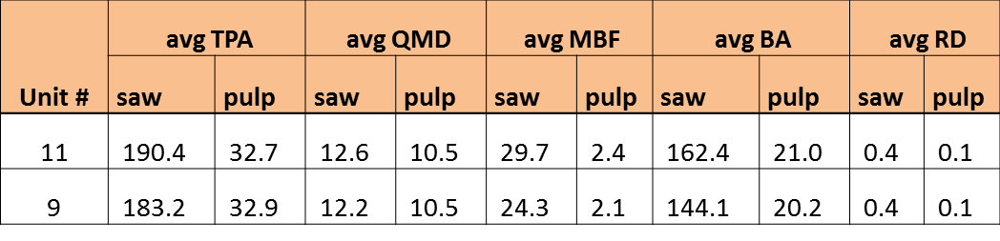 avg TPA avg QMD avg MBF avg BA avg RD
Unit # saw pulp saw pulp saw pulp saw pulp saw pulp
11 190.4 32.7 12.6 10.5 29.7 2.4 162.4 21.0 0.4 0.1
9 183.2 32.9 12.2 10.5 24.3 2.1 144.1 20.2 0.4 0.1